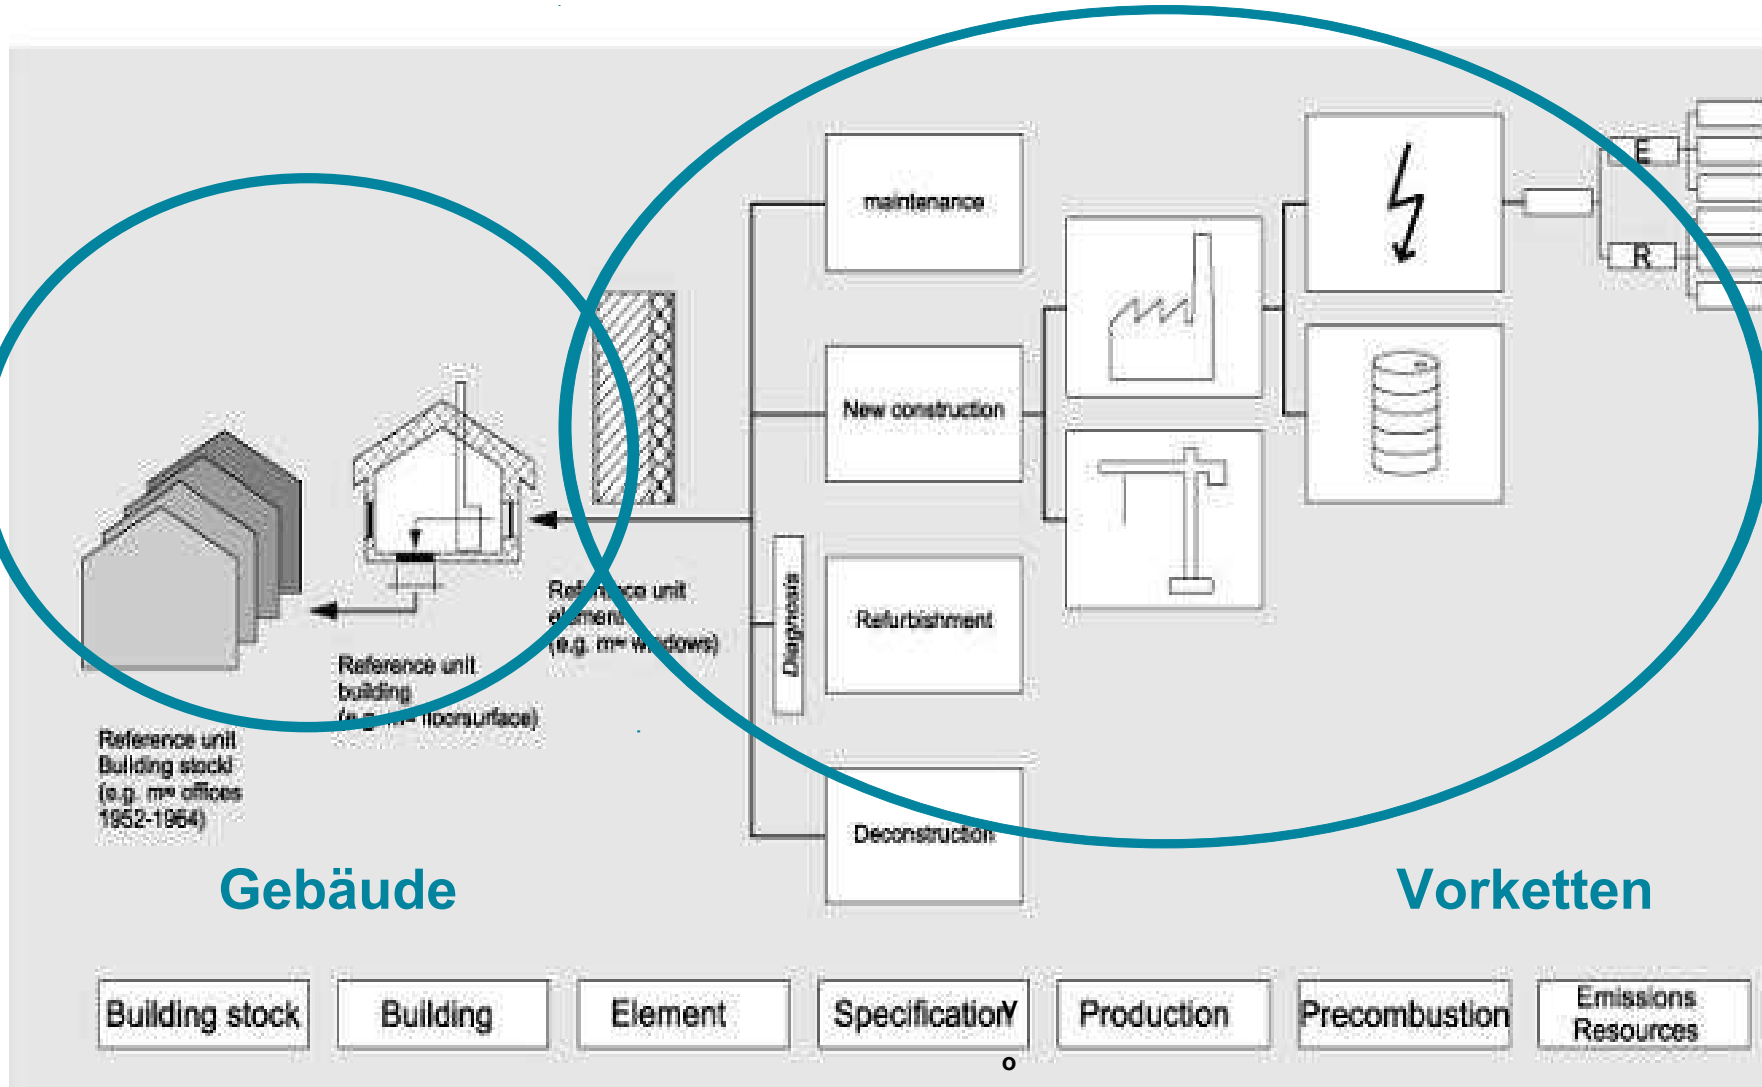 E
maintenance
R
New construction
Reference unit
element
(e.g. m² windows)
Diagnosis
Refurbishment
Reference unit
building
(e.g. m² floorsurface)
Reference unit
Building stock!
(e.g. m² offices
1952-1964)
Deconstruction
Gebäude
Vorketten
Building stock
Building
Element
Specification
Y
o
Production
Precombustion
Emissions
Resources